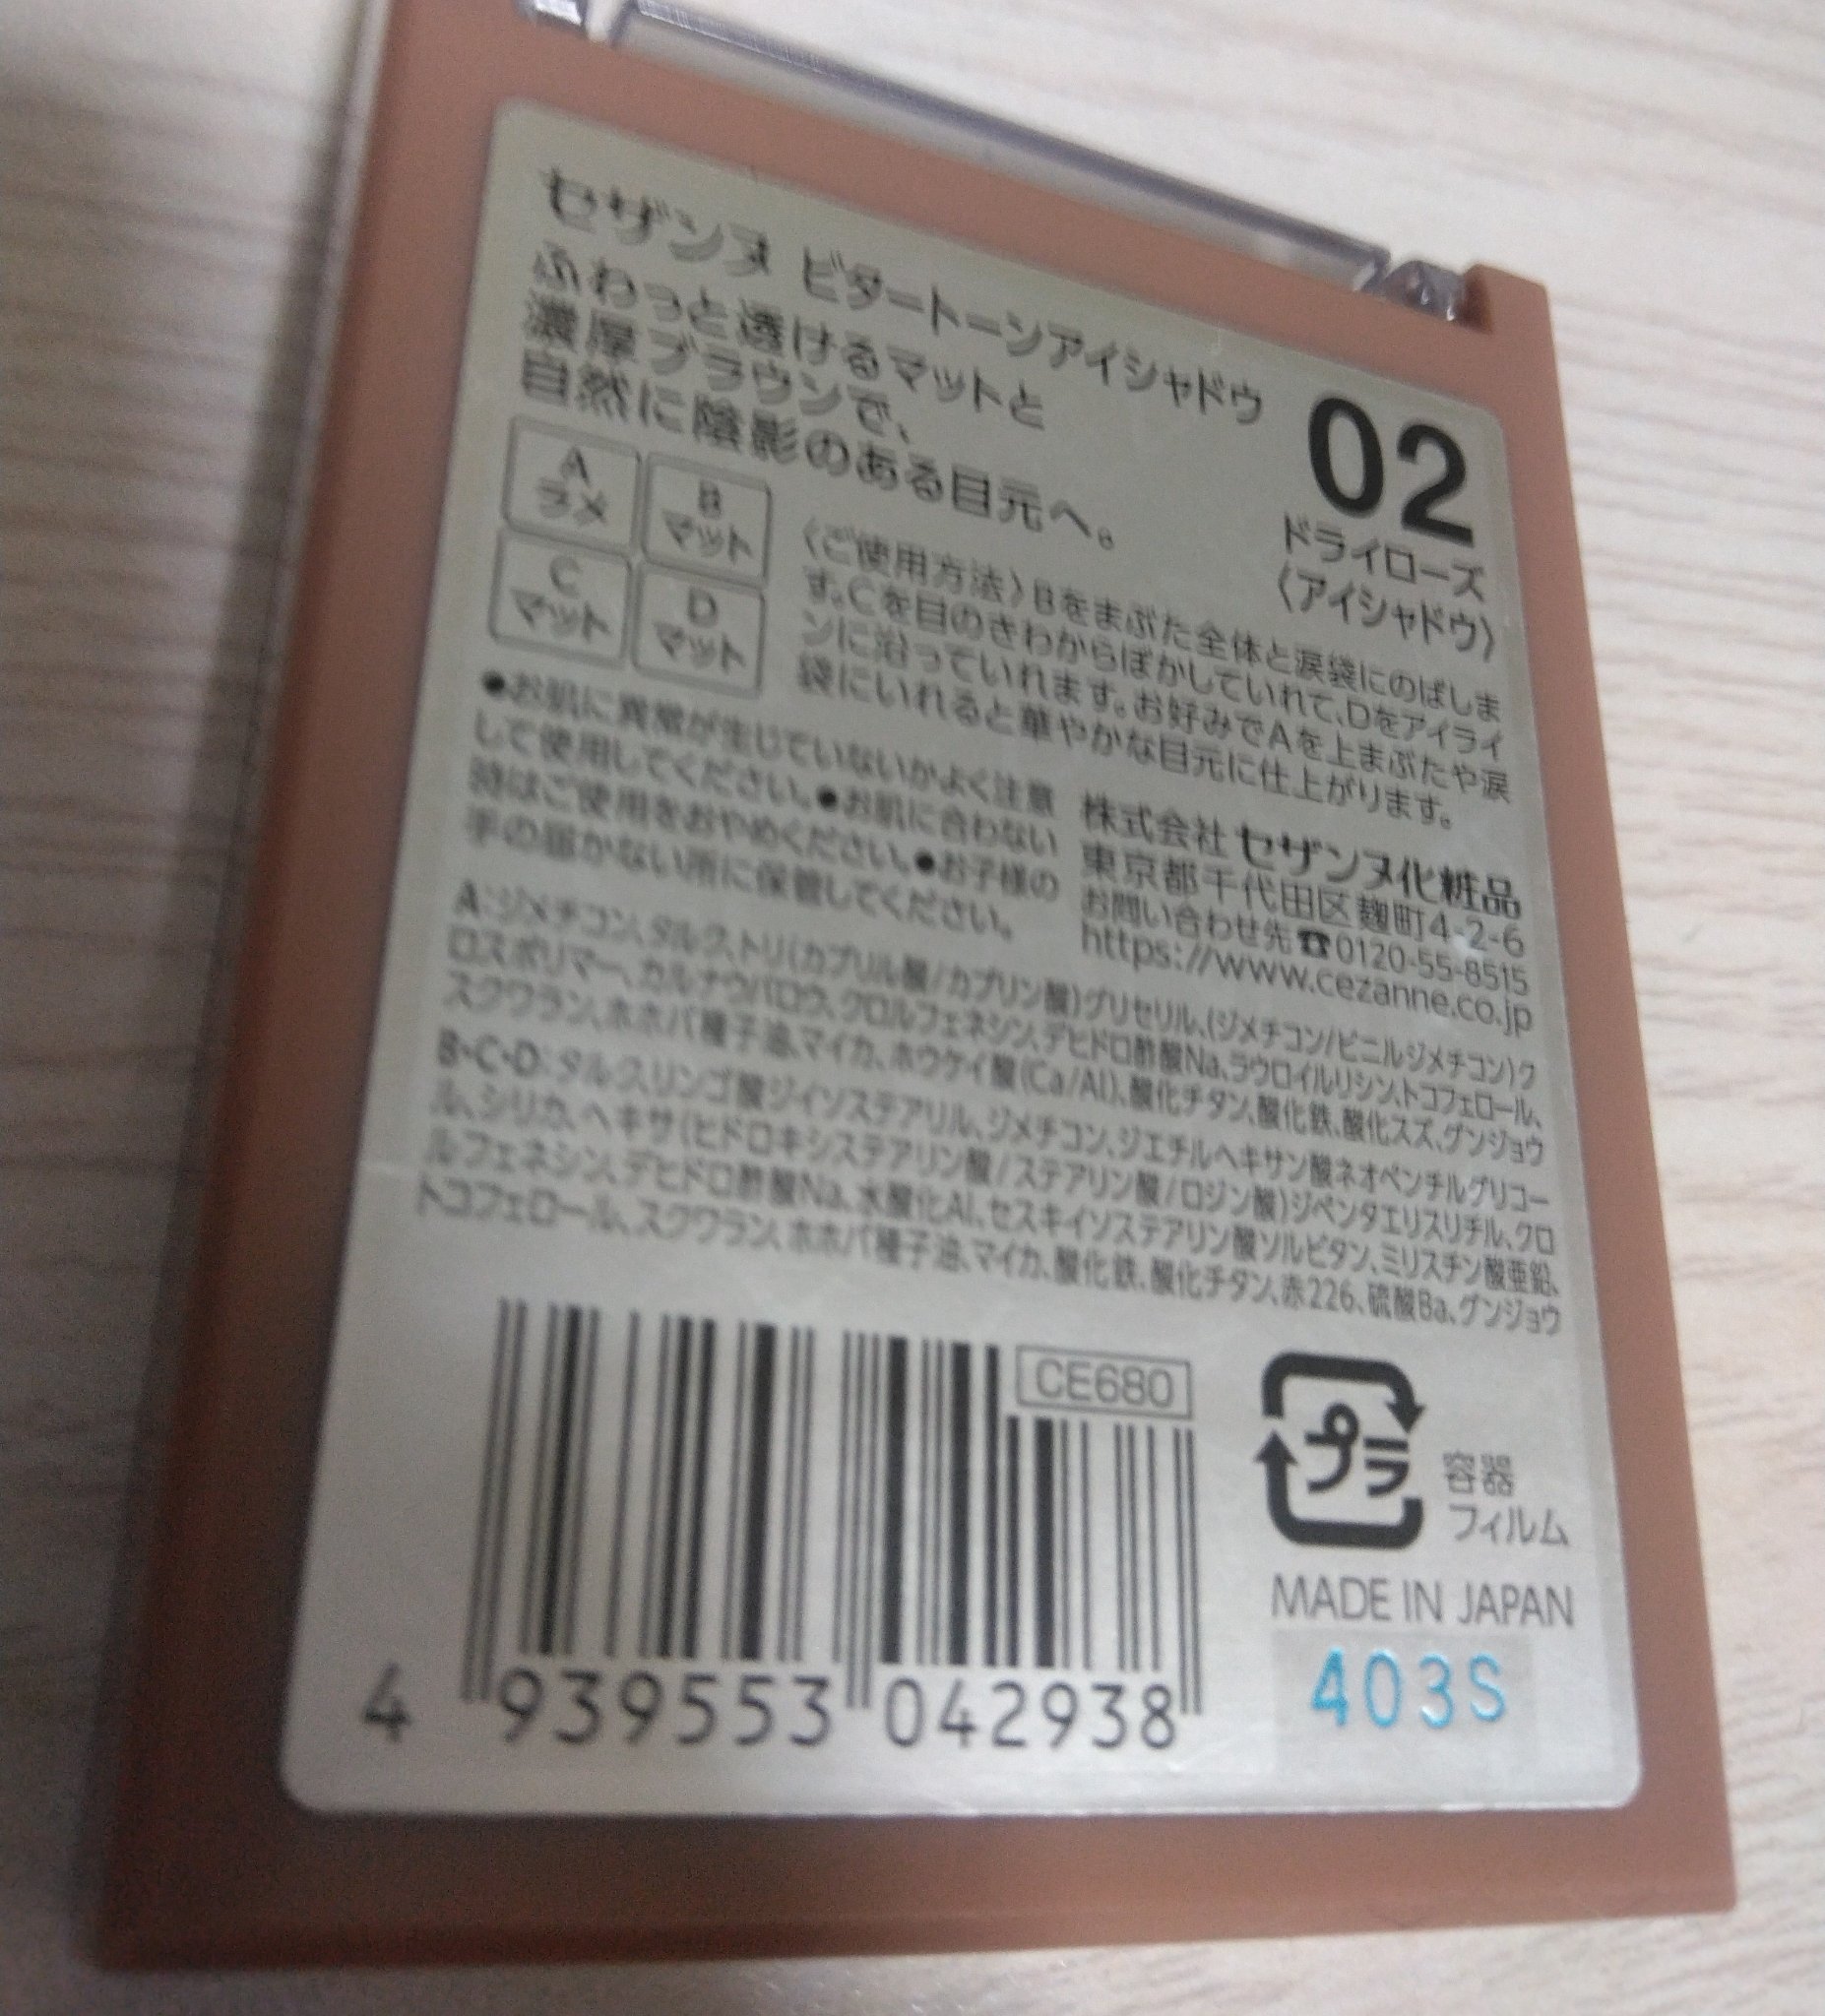 セザンヌ ビタートーンアイシャドウ
ふわっと透けるマットと
濃厚ブラウンで、
自然に陰影のある目元へ。
02
ドライローズ
〈アイシャドウ〉
A
ラメ
B
マット
C
マット
D
マット
〈ご使用方法〉Bをまぶた全体と涙袋にのばしま
す。Cを目のきわからぼかしていれて、Dをアイライ
ンに沿っていれます。お好みでAを上まぶたや涙
袋にいれると華やかな目元に仕上がります。
●お肌に異常が生じていないかよく注意
して使用してください。●お肌に合わない
時はご使用をおやめください。●お子様の
手の届かない所に保管してください。
株式会社 セザンヌ化粧品
東京都千代田区麹町4-2-6
お問い合わせ先☎0120-55-8515
https://www.cezanne.co.jp
A:ジメチコン、タルク、トリ(カプリル酸/カプリン酸)グリセリル、(ジメチコン/ビニルジメチコン)ク
ロスポリマー、カルナウバロウ、クロルフェネシン、デヒドロ酢酸Na、ラウロイルリシン、トコフェロール、
スクワラン、ホホバ種子油、マイカ、ホウケイ酸(Ca/Al)、酸化チタン、酸化鉄、酸化スズ、グンジョウ
B・C・D:タルク、リンゴ酸ジイソステアリル、ジメチコン、ジエチルヘキサン酸ネオペンチルグリコー
ル、シリカ、ヘキサ(ヒドロキシステアリン酸/ステアリン酸/ロジン酸)ジペンタエリスリチル、クロ
ルフェネシン、デヒドロ酢酸Na、水酸化Al、セスキイソステアリン酸ソルビタン、ミリスチン酸亜鉛、
トコフェロール、スクワラン、ホホバ種子油、マイカ、酸化鉄、酸化チタン、赤226、硫酸Ba、グンジョウ
CE680
プラ
容器
フィルム
MADE IN JAPAN
403S
4 939553 042938